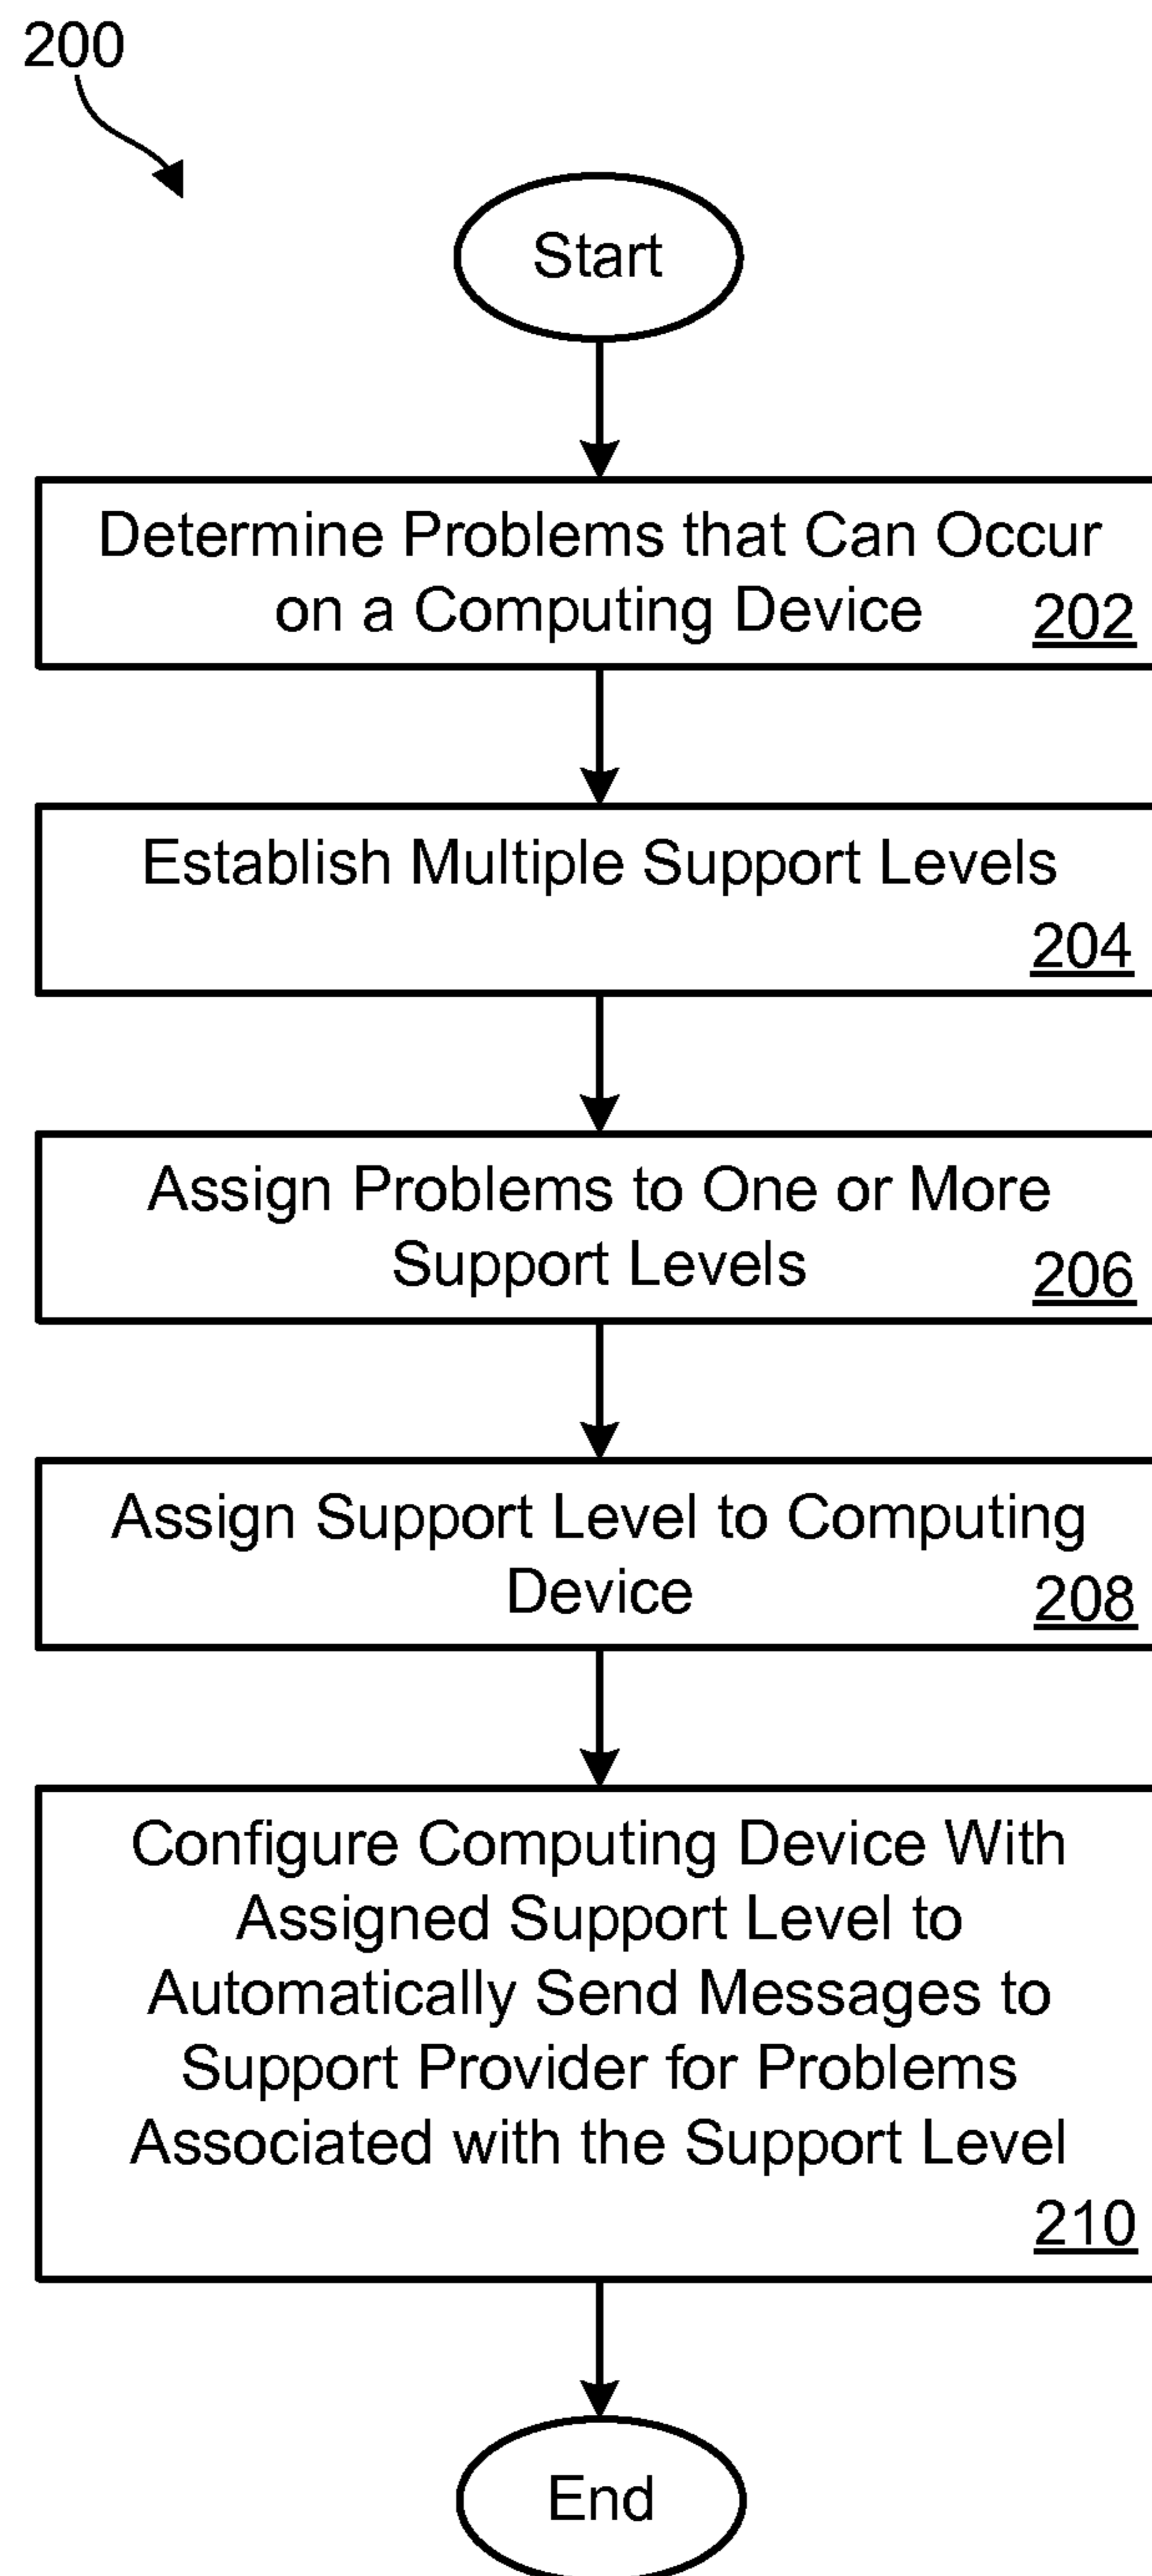 200
Start
Determine Problems that Can Occur
on a Computing Device 202
Establish Multiple Support Levels
204
Assign Problems to One or More
Support Levels 206
Assign Support Level to Computing
Device 208
Configure Computing Device With
Assigned Support Level to
Automatically Send Messages to
Support Provider for Problems
Associated with the Support Level
210
End